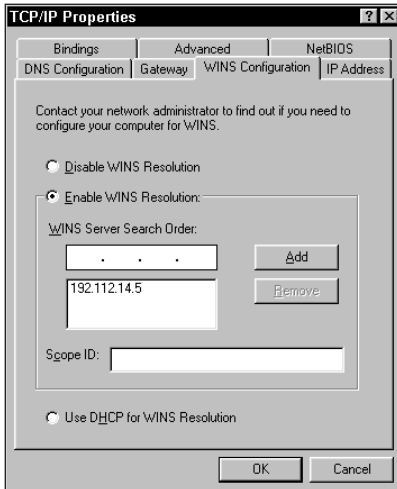 TCP/IP Properties
Bindings Advanced NetBIOS
DNS Configuration Gateway WINS Configuration IP Address
Contact your network administrator to find out if you need to
configure your computer for WINS.
Disable WINS Resolution
Enable WINS Resolution:
WINS Server Search Order:
. . . Add
192.112.14.5 Remove
Scope ID:
Use DHCP for WINS Resolution
OK Cancel